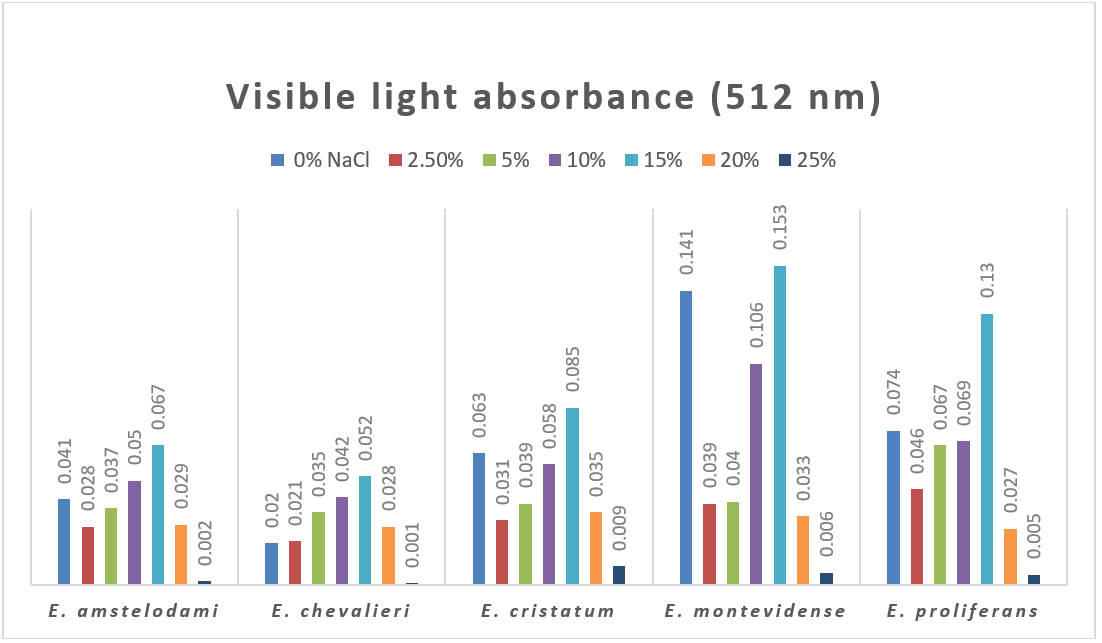 Visible light absorbance (512 nm)
0% NaCl 2.50% 5% 10% 15% 20% 25%
0.041 0.028 0.037 0.05 0.067 0.029 0.002
0.02 0.021 0.035 0.042 0.052 0.028 0.001
0.063 0.031 0.039 0.058 0.085 0.035 0.009
0.141 0.039 0.04 0.106 0.153 0.033 0.006
0.074 0.046 0.067 0.069 0.13 0.027 0.005
E. amstelodami E. chevalieri E. cristatum E. montevidense E. proliferans